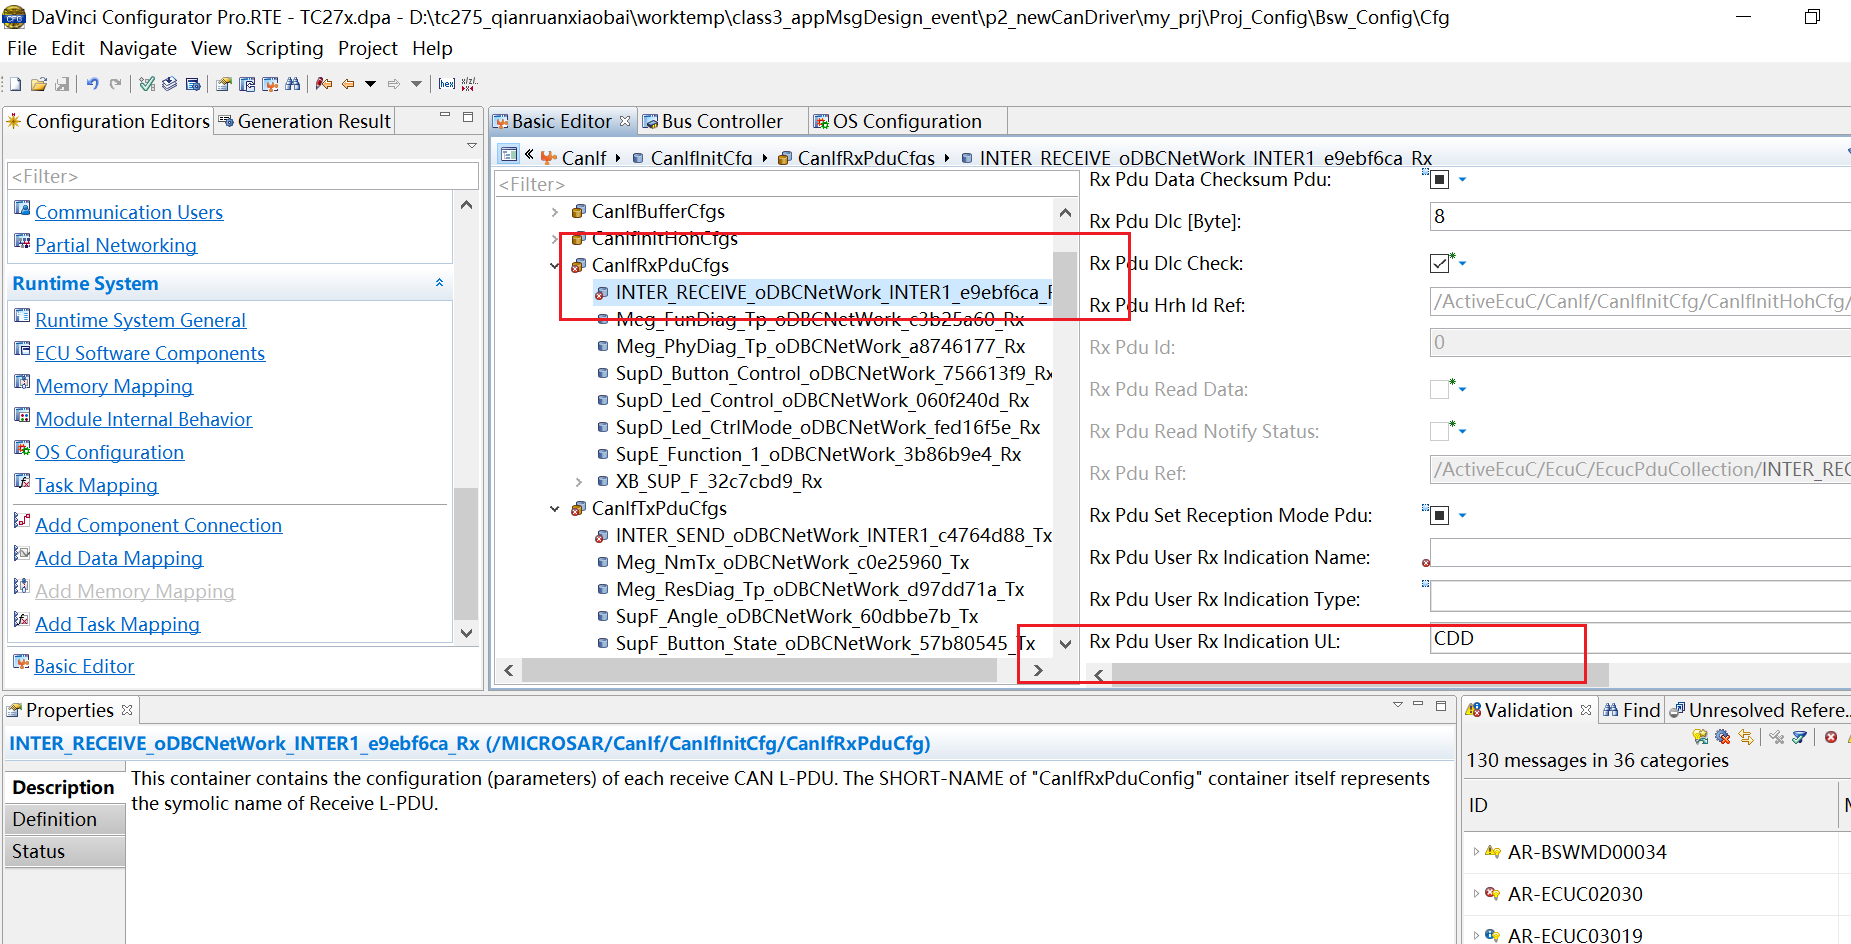 DaVinci Configurator Pro.RTE - TC27x.dpa - D:\tc275_qianruanxiaobai\worktemp\class3_appMsgDesign_event\p2_newCanDriver\my_prj\Proj_Config\Bsw_Config\Cfg
File Edit Navigate View Scripting Project Help
Configuration Editors
Generation Result
<Filter>
Communication Users
Partial Networking
Runtime System
Runtime System General
ECU Software Components
Memory Mapping
Module Internal Behavior
OS Configuration
Task Mapping
Add Component Connection
Add Data Mapping
Add Memory Mapping
Add Task Mapping
Basic Editor
Basic Editor
Bus Controller
OS Configuration
CanIf CanIfInitCfg CanIfRxPduCfgs INTER_RECEIVE_oDBCNetWork_INTER1_e9ebf6ca_Rx
<Filter>
CanIfBufferCfgs
CanIfInitHohCfgs
CanIfRxPduCfgs
INTER_RECEIVE_oDBCNetWork_INTER1_e9ebf6ca_
Meg_FunDiag_Tp_oDBCNetWork_c3b25a60_Rx
Meg_PhyDiag_Tp_oDBCNetWork_a8746177_Rx
SupD_Button_Control_oDBCNetWork_756613f9_Rx
SupD_Led_Control_oDBCNetWork_060f240d_Rx
SupD_Led_CtrlMode_oDBCNetWork_fed16f5e_Rx
SupE_Function_1_oDBCNetWork_3b86b9e4_Rx
XB_SUP_F_32c7cbd9_Rx
CanIfTxPduCfgs
INTER_SEND_oDBCNetWork_INTER1_c4764d88_Tx
Meg_NmTx_oDBCNetWork_c0e25960_Tx
Meg_ResDiag_Tp_oDBCNetWork_d97dd71a_Tx
SupF_Angle_oDBCNetWork_60dbbe7b_Tx
SupF_Button_State_oDBCNetWork_57b80545_Tx
Rx Pdu Data Checksum Pdu:
Rx Pdu Dlc [Byte]: 8
Rx Pdu Dlc Check:
Rx Pdu Hrh Id Ref: /ActiveEcuC/CanIf/CanIfInitCfg/CanIfInitHohCfg/
Rx Pdu Id: 0
Rx Pdu Read Data:
Rx Pdu Read Notify Status:
Rx Pdu Ref: /ActiveEcuC/EcuC/EcucPduCollection/INTER_REC
Rx Pdu Set Reception Mode Pdu:
Rx Pdu User Rx Indication Name:
Rx Pdu User Rx Indication Type:
Rx Pdu User Rx Indication UL: CDD
Properties
INTER_RECEIVE_oDBCNetWork_INTER1_e9ebf6ca_Rx (/MICROSAR/CanIf/CanIfInitCfg/CanIfRxPduCfg)
Description
Definition
Status
This container contains the configuration (parameters) of each receive CAN L-PDU. The SHORT-NAME of "CanIfRxPduConfig" container itself represents
the symolic name of Receive L-PDU.
Validation
Find
Unresolved Refere..
130 messages in 36 categories
ID
AR-BSWMD00034
AR-ECUC02030
AR-ECUC03019